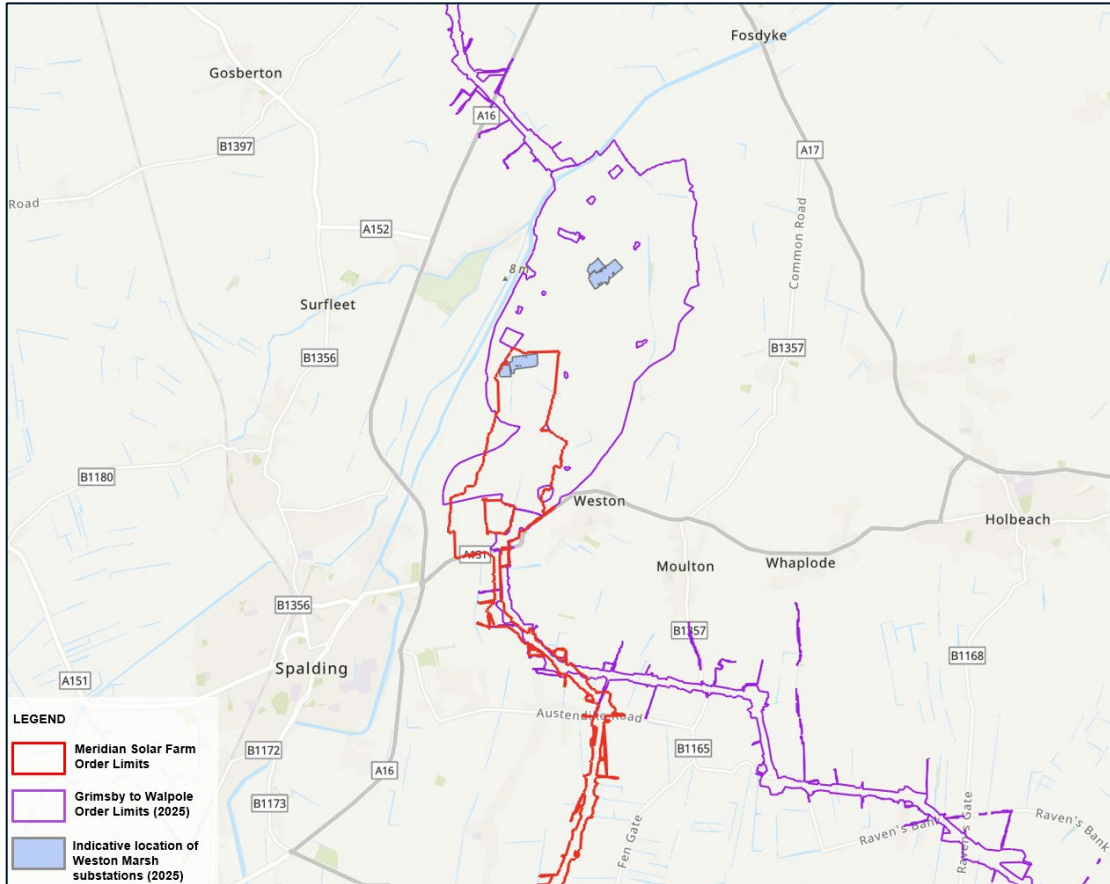 Fosdyke
Gosberton
A16
B1397
A17
Road
A152
Common Road
8 m
Surfleet
B1357
B1356
B1180
Weston
Holbeach
A151
Moulton
Whaplode
B1356
B1357
B1168
Spalding
A151
Austendike Road
B1165
LEGEND
Meridian Solar Farm
Order Limits
B1172
A16
Grimsby to Walpole
Order Limits (2025)
B1173
Fen Gate
Raven's Bank
Raven's Gate
Raven's Bank
Indicative location of
Weston Marsh
substations (2025)